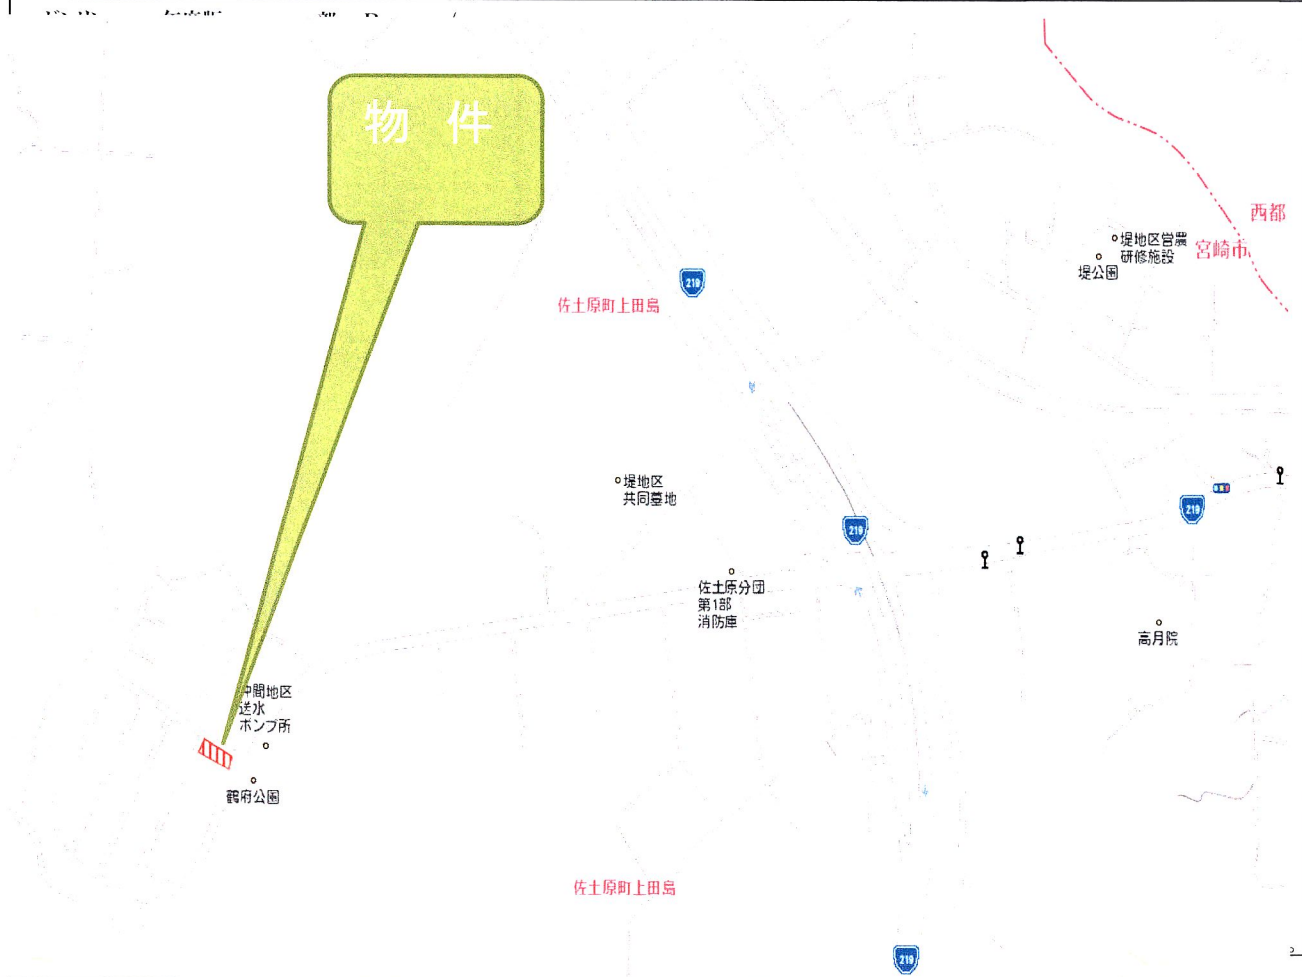 物件
西都
堤地区営農
研修施設
宮崎市
堤公園
219
佐土原町上田島
堤地区
共同墓地
219
219
佐土原分団
第1部
消防庫
高月院
仲間地区
送水
ポンプ所
鶴府公園
佐土原町上田島
219